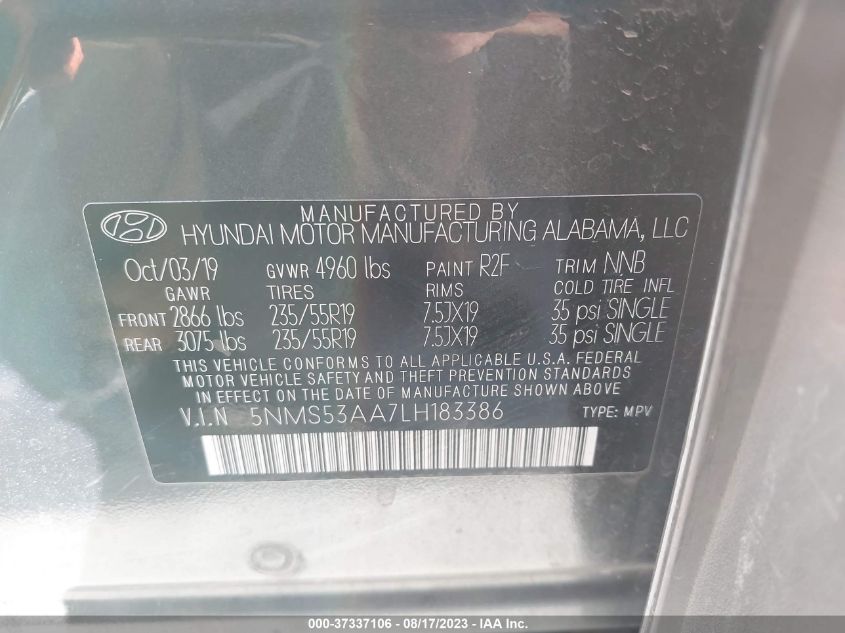 MANUFACTURED BY
HYUNDAI MOTOR MANUFACTURING ALABAMA, LLC
Oct/03/19 GVWR 4960 lbs PAINT R2F TRIM NNB
GAWR TIRES RIMS COLD TIRE INFL
FRONT 2866 lbs 235/55R19 7.5JX19 35 psi SINGLE
REAR 3075 lbs 235/55R19 7.5JX19 35 psi SINGLE
THIS VEHICLE CONFORMS TO ALL APPLICABLE U.S.A. FEDERAL
MOTOR VEHICLE SAFETY AND THEFT PREVENTION STANDARDS
IN EFFECT ON THE DATE OF MANUFACTURE SHOWN ABOVE.
V.I.N 5NMS53AA7LH183386 TYPE: MPV
000-37337106 - 08/17/2023 - IAA Inc.